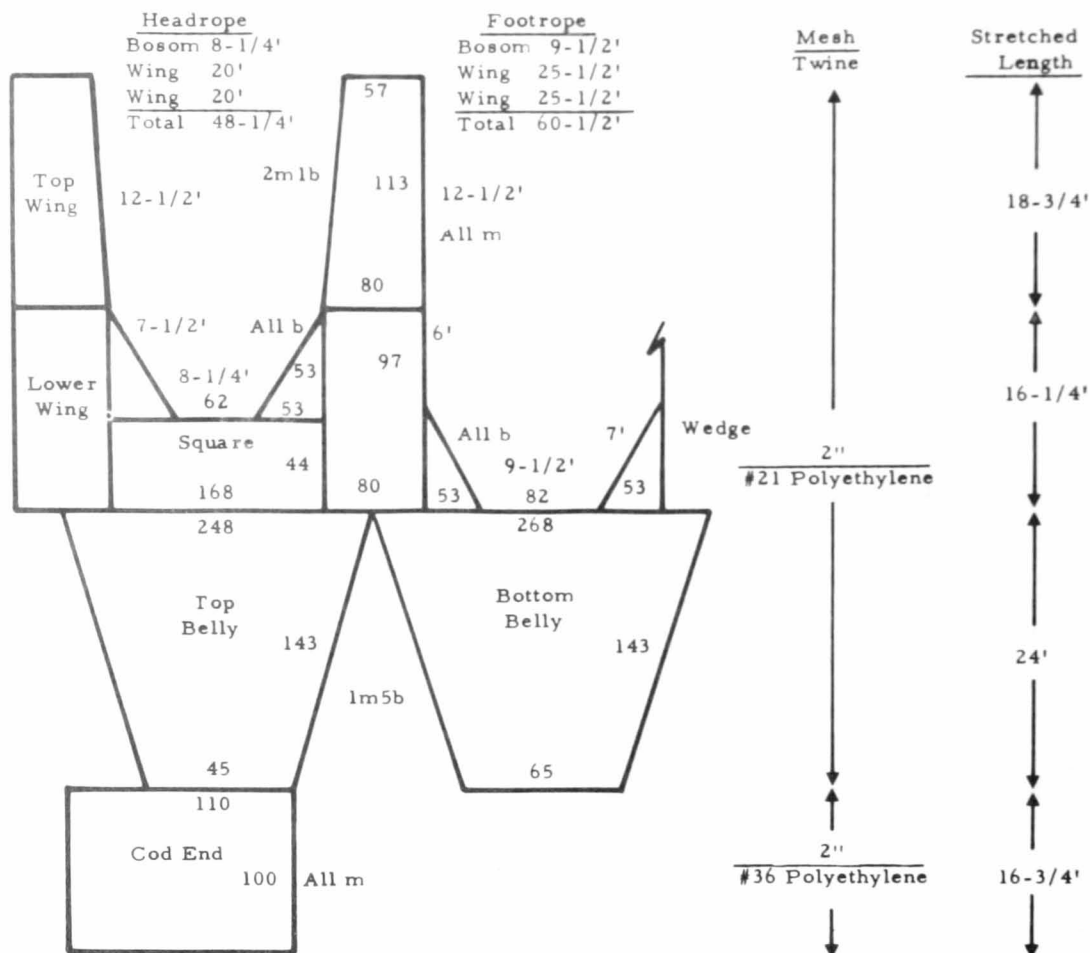 Headrope
Bosom 8-1/4'
Wing 20'
Wing 20'
Total 48-1/4'
Footrope
Bosom 9-1/2'
Wing 25-1/2'
Wing 25-1/2'
Total 60-1/2'
Mesh
Twine
Stretched
Length
57
Top
Wing
12-1/2'
2m1b
113
12-1/2'
All m
18-3/4'
80
7-1/2'
All b
6'
8-1/4'
53
97
Lower
Wing
62
53
16-1/4'
Square
44
All b
7'
Wedge
9-1/2'
2"
#21 Polyethylene
168
80
53
82
53
248
268
Top
Belly
143
Bottom
Belly
143
24'
1m5b
45
65
110
Cod End
100
All m
2"
#36 Polyethylene
16-3/4'